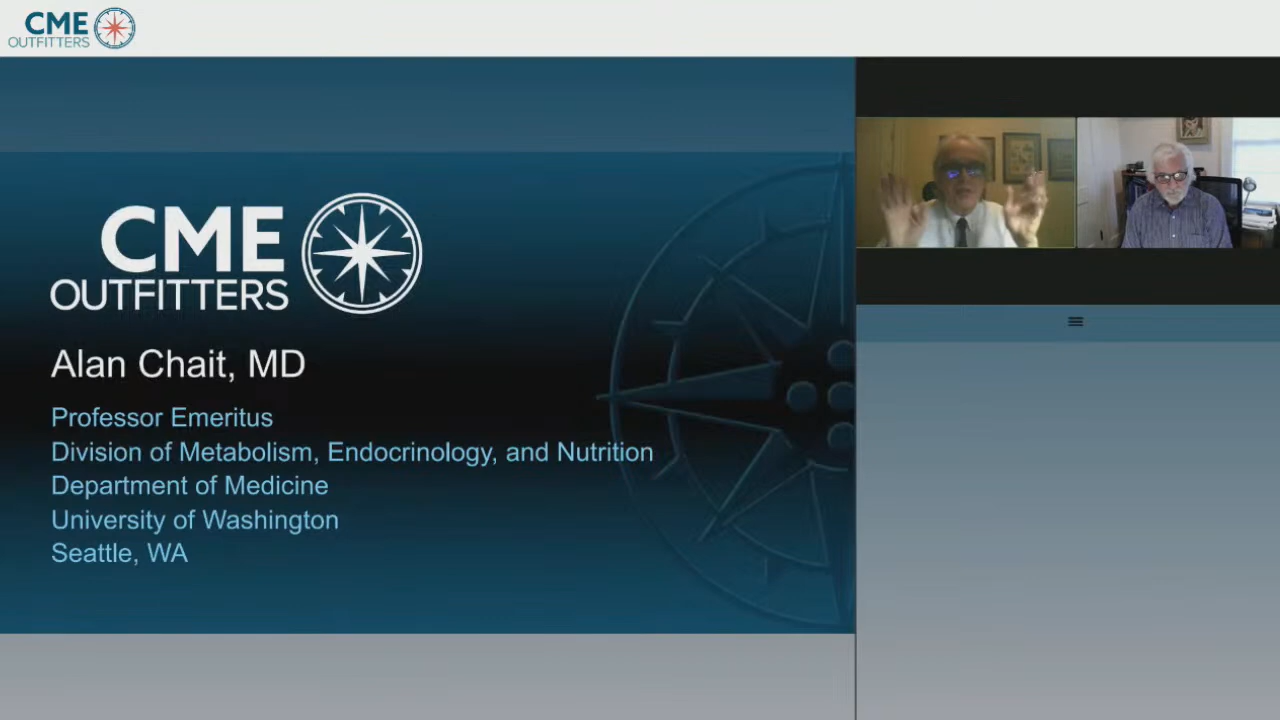 CME
OUTFITTERS
CME
OUTFITTERS
Alan Chait, MD
Professor Emeritus
Division of Metabolism, Endocrinology, and Nutrition
Department of Medicine
University of Washington
Seattle, WA